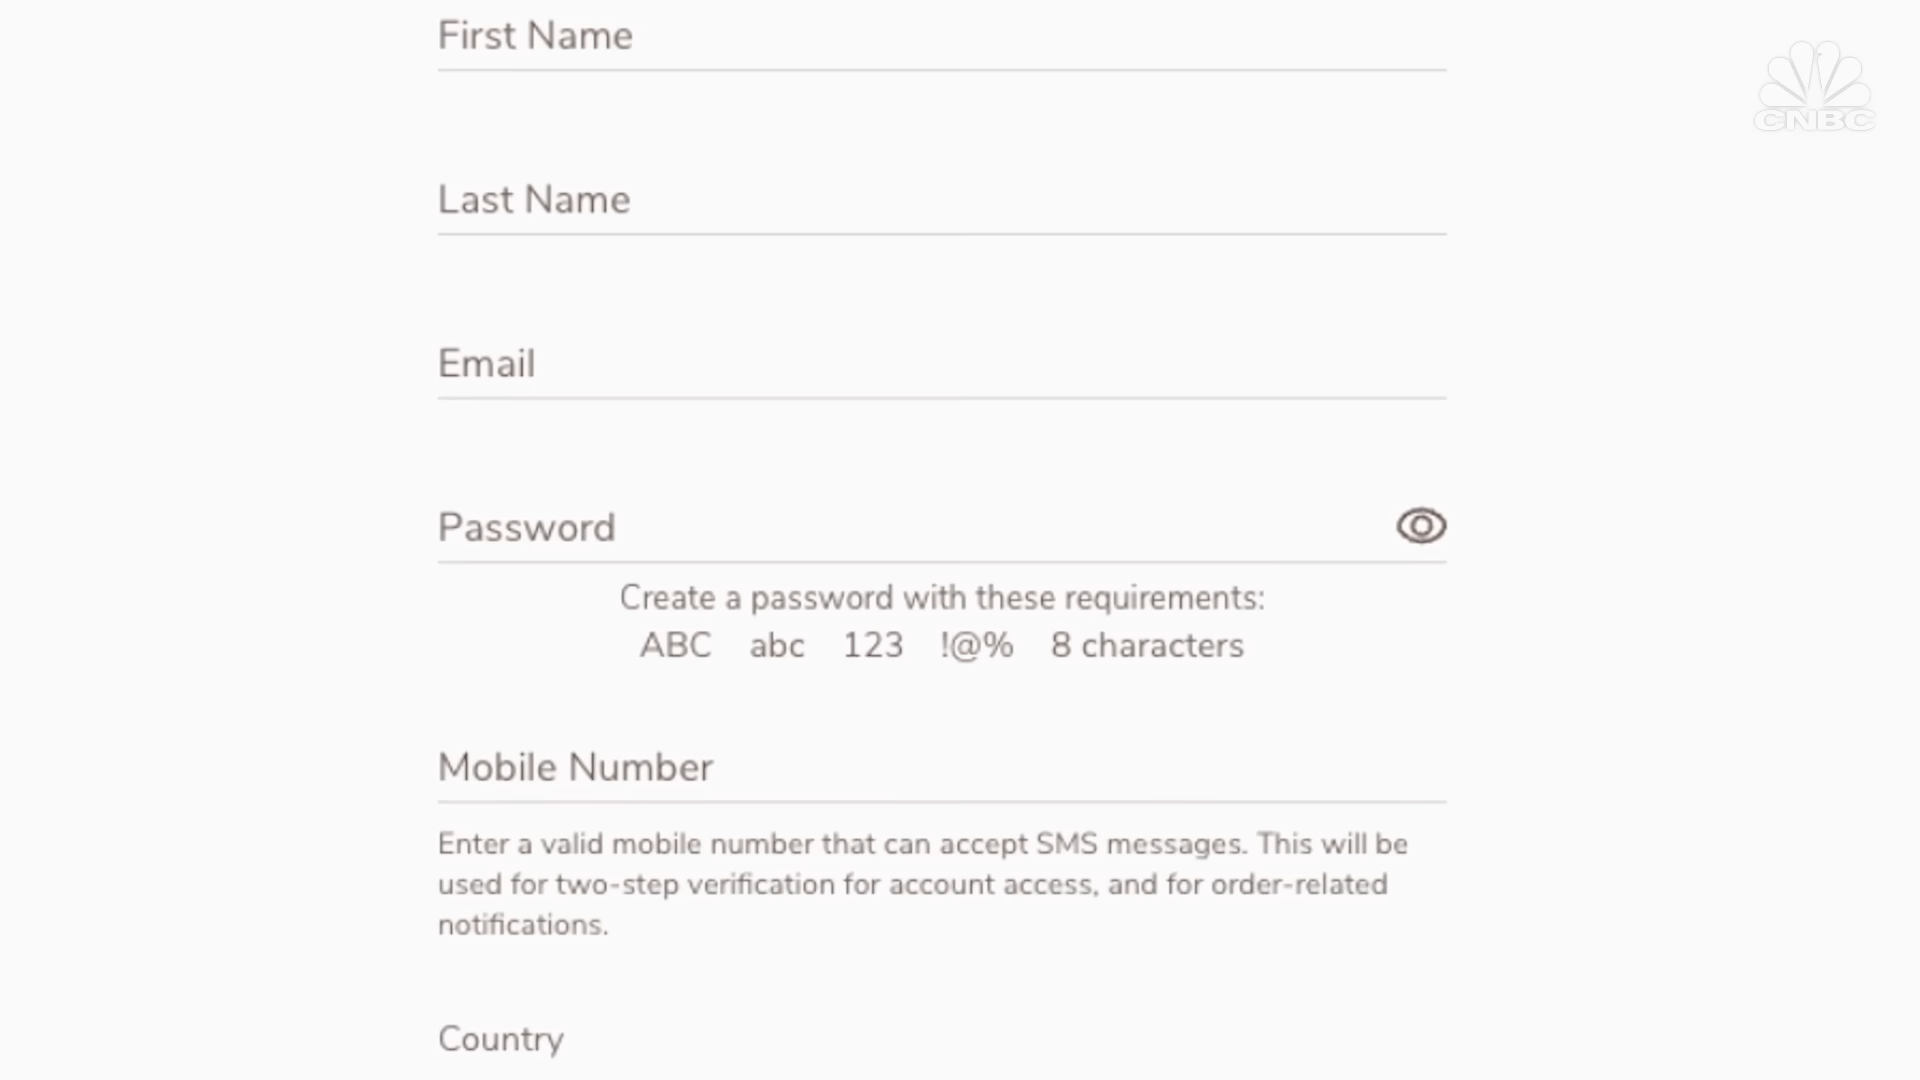 First Name
CNBC
Last Name
Email
Password
Create a password with these requirements:
ABC abc 123 !@% 8 characters
Mobile Number
Enter a valid mobile number that can accept SMS messages. This will be
used for two-step verification for account access, and for order-related
notifications.
Country